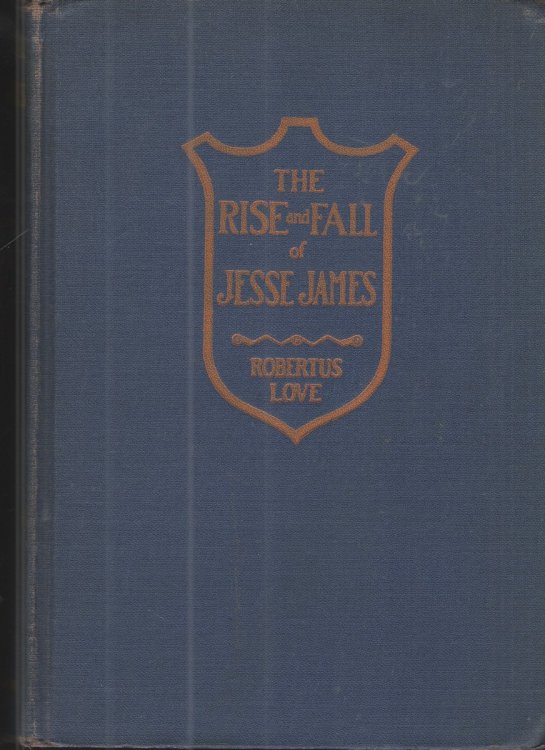 THE
RISE and FALL
of
JESSE JAMES
ROBERTUS
LOVE